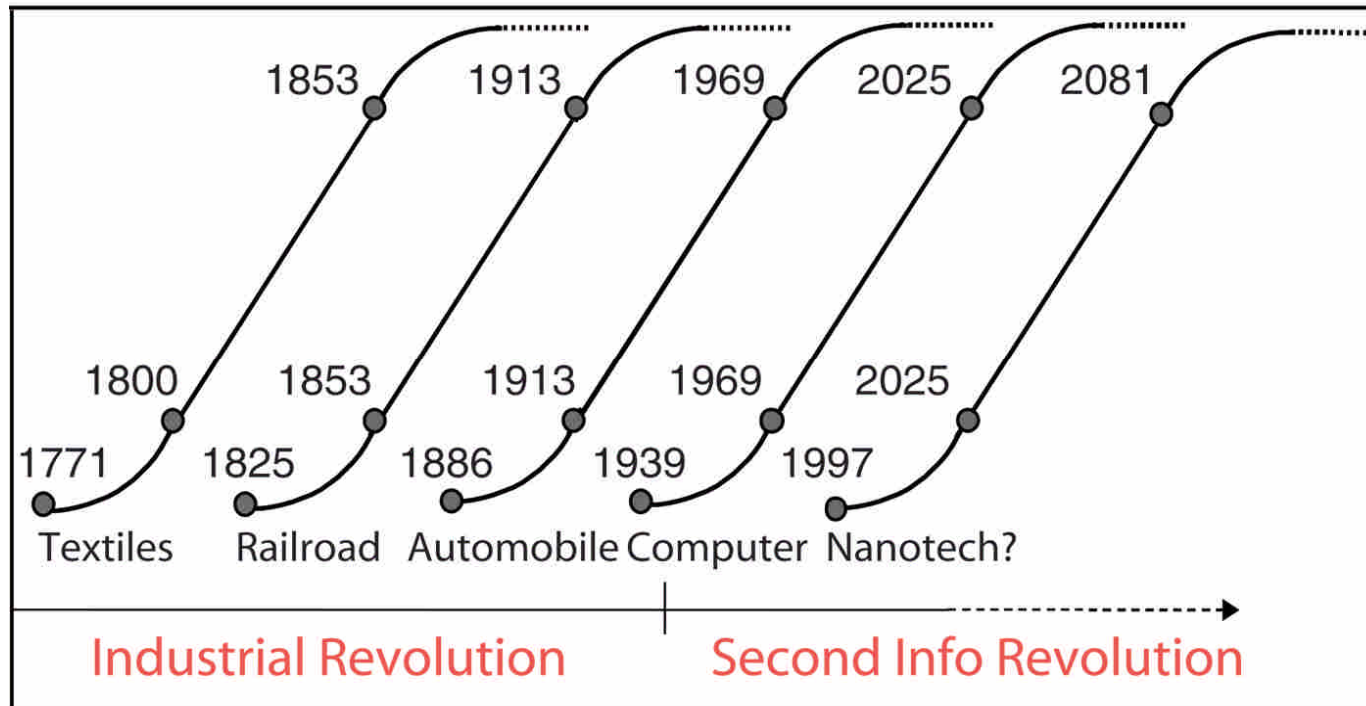 1853 1913 1969 2025 2081
1800 1853 1913 1969 2025
1771 1825 1886 1939 1997
Textiles Railroad Automobile Computer Nanotech?
Industrial Revolution Second Info Revolution